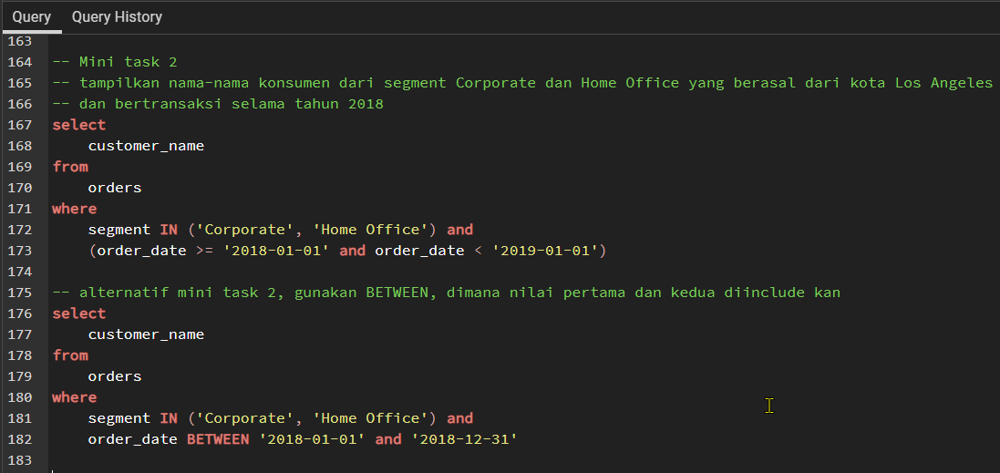 Query Query History
163
164 -- Mini task 2
165 -- tampilkan nama-nama konsumen dari segment Corporate dan Home Office yang berasal dari kota Los Angeles
166 -- dan bertransaksi selama tahun 2018
167 select
168 customer_name
169 from
170 orders
171 where
172 segment IN ('Corporate', 'Home Office') and
173 (order_date >= '2018-01-01' and order_date < '2019-01-01')
174
175 -- alternatif mini task 2, gunakan BETWEEN, dimana nilai pertama dan kedua diinclude kan
176 select
177 customer_name
178 from
179 orders
180 where
181 segment IN ('Corporate', 'Home Office') and
182 order_date BETWEEN '2018-01-01' and '2018-12-31'
183